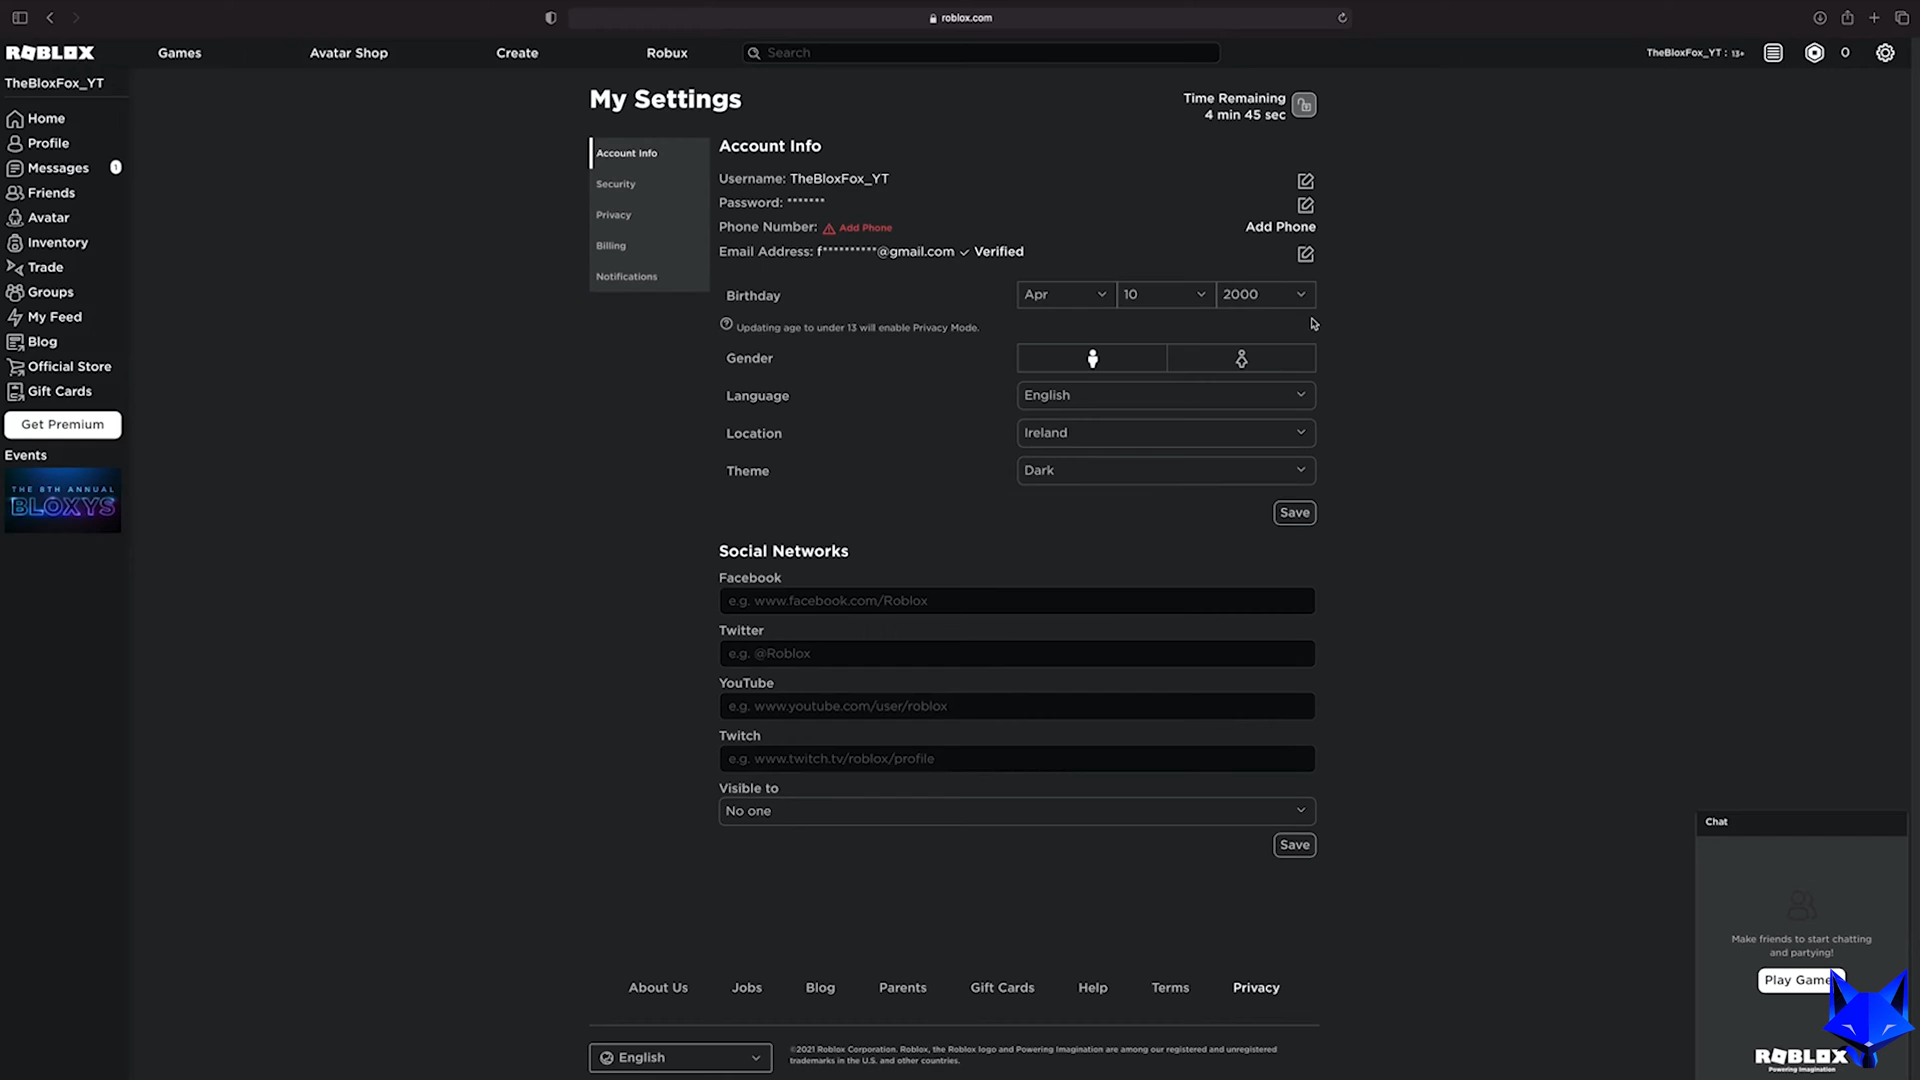 roblox.com
ROBLOX
Games
Avatar Shop
Create
Robux
Search
TheBloxFox_YT : 13+
0
TheBloxFox_YT
Home
Profile
Messages 1
Friends
Avatar
Inventory
Trade
Groups
My Feed
Blog
Official Store
Gift Cards
Get Premium
Events
THE 8TH ANNUAL
BLOXYS
My Settings
Time Remaining
4 min 45 sec
Account Info
Security
Privacy
Billing
Notifications
Account Info
Username: TheBloxFox_YT
Password: *******
Phone Number: Add Phone Add Phone
Email Address: f**********@gmail.com ✓ Verified
Birthday Apr 10 2000
Updating age to under 13 will enable Privacy Mode.
Gender
Language English
Location Ireland
Theme Dark
Save
Social Networks
Facebook
e.g. www.facebook.com/Roblox
Twitter
e.g. @Roblox
YouTube
e.g. www.youtube.com/user/roblox
Twitch
e.g. www.twitch.tv/roblox/profile
Visible to
No one
Save
Chat
Make friends to start chatting
and partying!
Play Game
About Us
Jobs
Blog
Parents
Gift Cards
Help
Terms
Privacy
English
©2021 Roblox Corporation. Roblox, the Roblox logo and Powering Imagination are among our registered and unregistered
trademarks in the U.S. and other countries.
ROBLOX
Powering Imagination